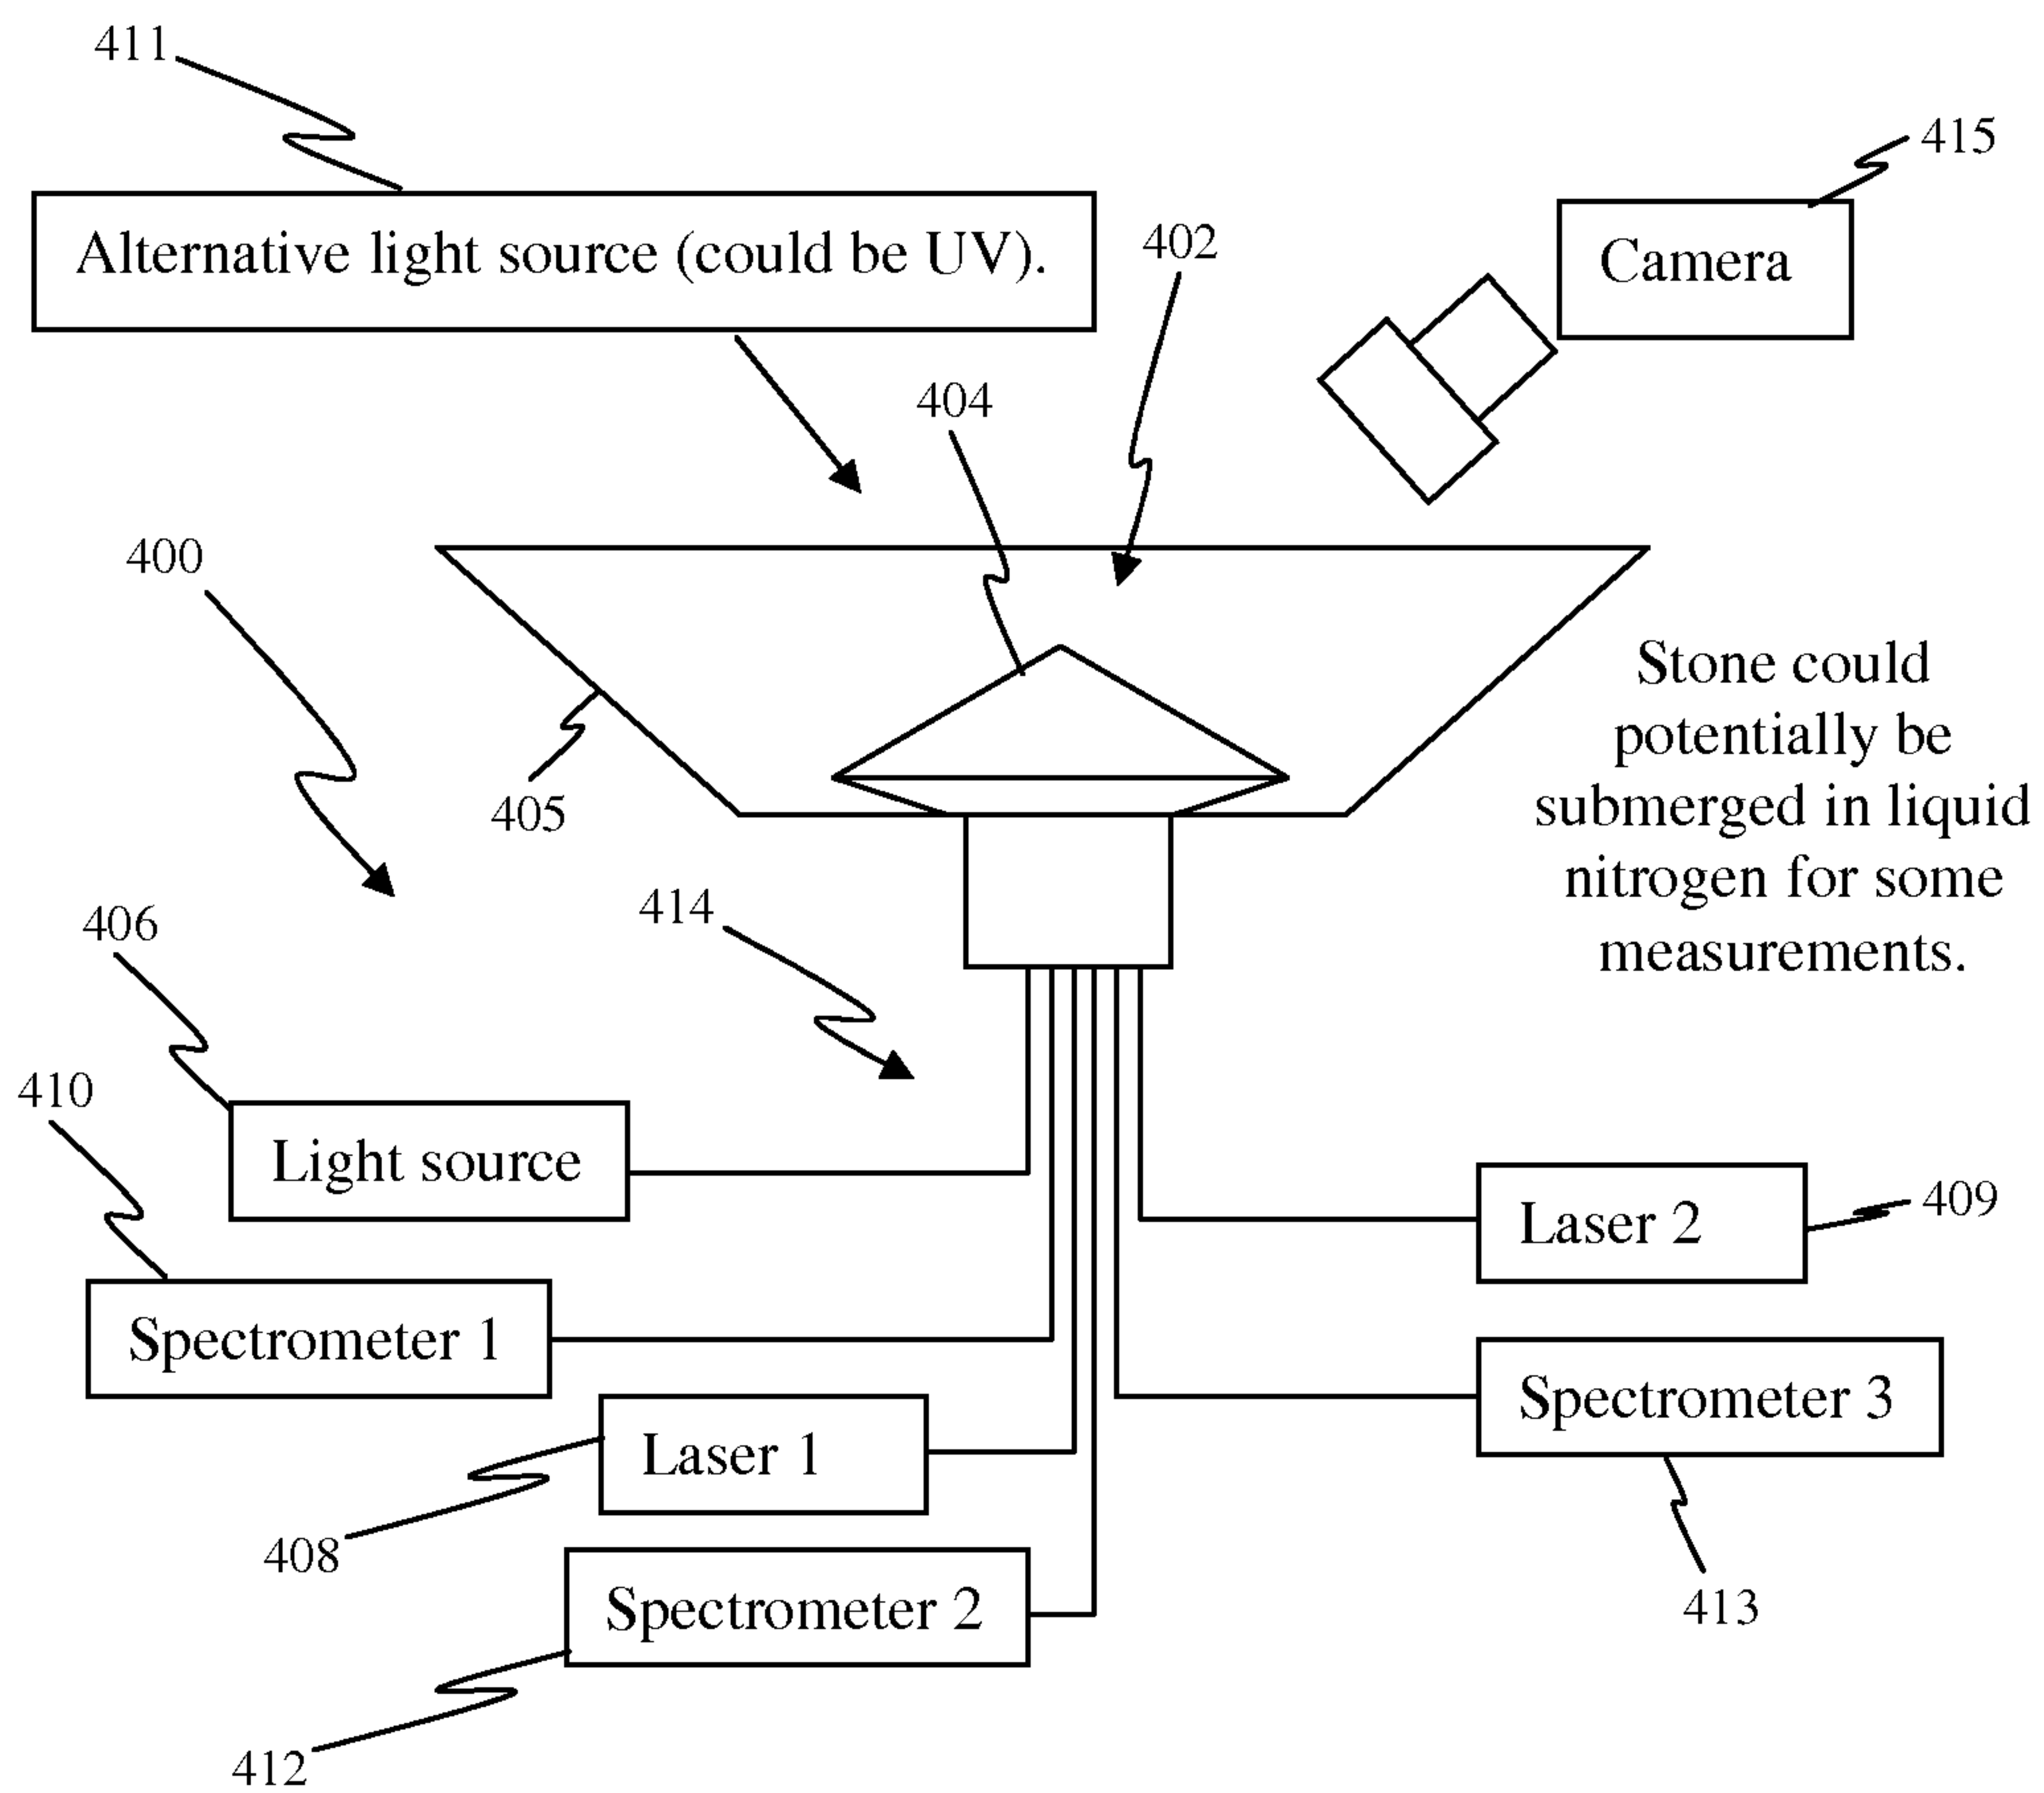 411
415
Alternative light source (could be UV).
402
Camera
404
400
Stone could
potentially be
submerged in liquid
nitrogen for some
measurements.
405
414
406
410
Light source
Laser 2
409
Spectrometer 1
Spectrometer 3
Laser 1
408
Spectrometer 2
413
412